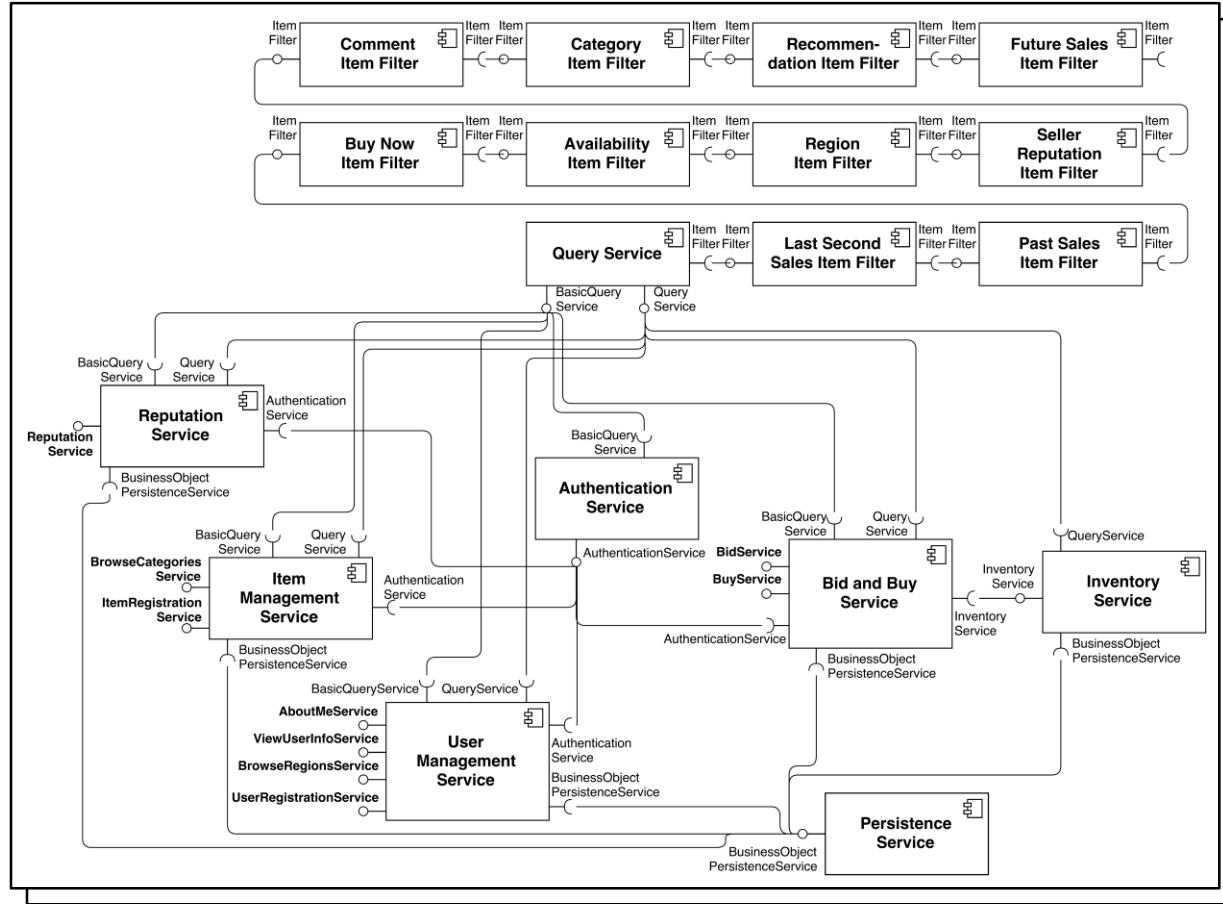 Item
Filter
Comment
Item Filter
Item
Filter
Item
Filter
Category
Item Filter
Item
Filter
Item
Filter
Recommen-
dation Item Filter
Item
Filter
Item
Filter
Future Sales
Item Filter
Item
Filter
Item
Filter
Buy Now
Item Filter
Item
Filter
Item
Filter
Availability
Item Filter
Item
Filter
Item
Filter
Region
Item Filter
Item
Filter
Item
Filter
Seller
Reputation
Item Filter
Item
Filter
Query Service
Item
Filter
Item
Filter
Last Second
Sales Item Filter
Item
Filter
Item
Filter
Past Sales
Item Filter
Item
Filter
BasicQuery
Service
Query
Service
BasicQuery
Service
Query
Service
Reputation
Service
Authentication
Service
Reputation
Service
BusinessObject
PersistenceService
BasicQuery
Service
Authentication
Service
AuthenticationService
BasicQuery
Service
Query
Service
BrowseCategories
Service
ItemRegistration
Service
Item
Management
Service
Authentication
Service
BusinessObject
PersistenceService
BasicQuery
Service
Query
Service
BidService
BuyService
Bid and Buy
Service
AuthenticationService
Inventory
Service
Inventory
Service
BusinessObject
PersistenceService
QueryService
Inventory
Service
BusinessObject
PersistenceService
BasicQueryService
QueryService
AboutMeService
ViewUserInfoService
BrowseRegionsService
UserRegistrationService
User
Management
Service
Authentication
Service
BusinessObject
PersistenceService
Persistence
Service
BusinessObject
PersistenceService